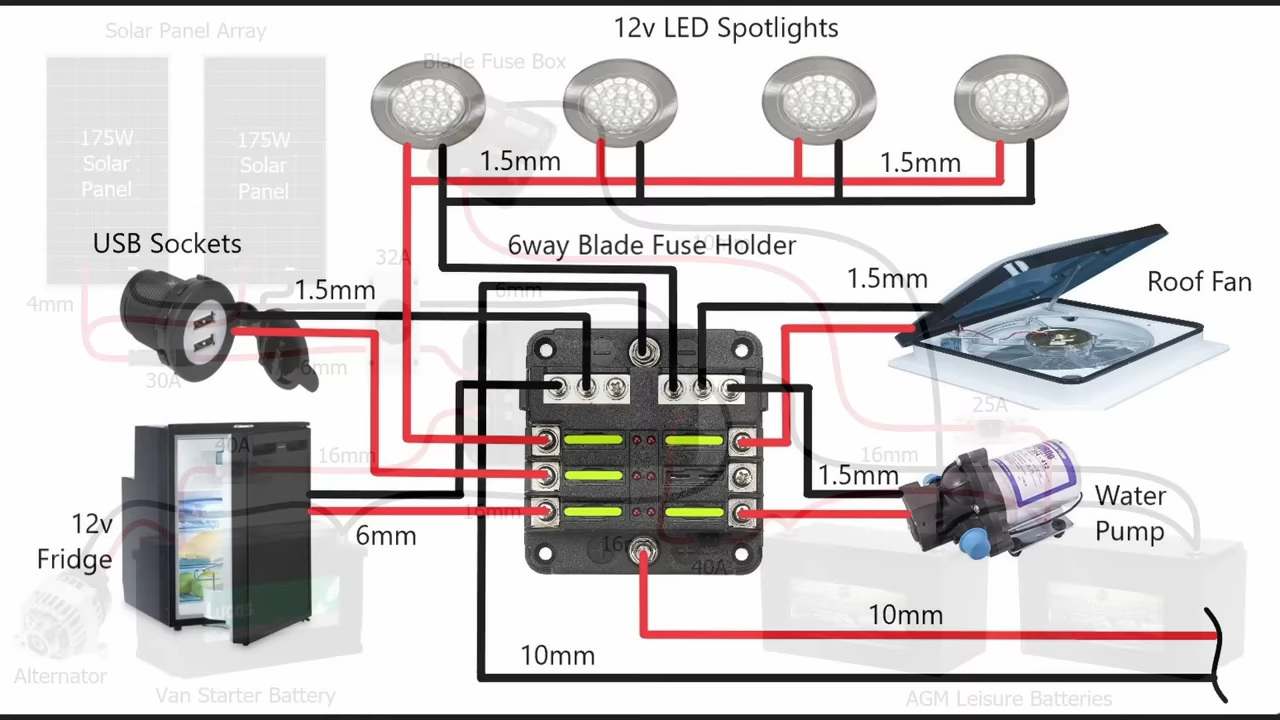 Solar Panel Array
12v LED Spotlights
Blade Fuse Box
175W
Solar
Panel
175W
Solar
Panel
1.5mm
1.5mm
USB Sockets
6way Blade Fuse Holder
32A
1.5mm
Roof Fan
4mm
1.5mm
6mm
30A
6mm
25A
40A
16mm
16mm
1.5mm
12v
Fridge
6mm
16mm
Water
Pump
40A
10mm
10mm
Alternator
Van Starter Battery
AGM Leisure Batteries